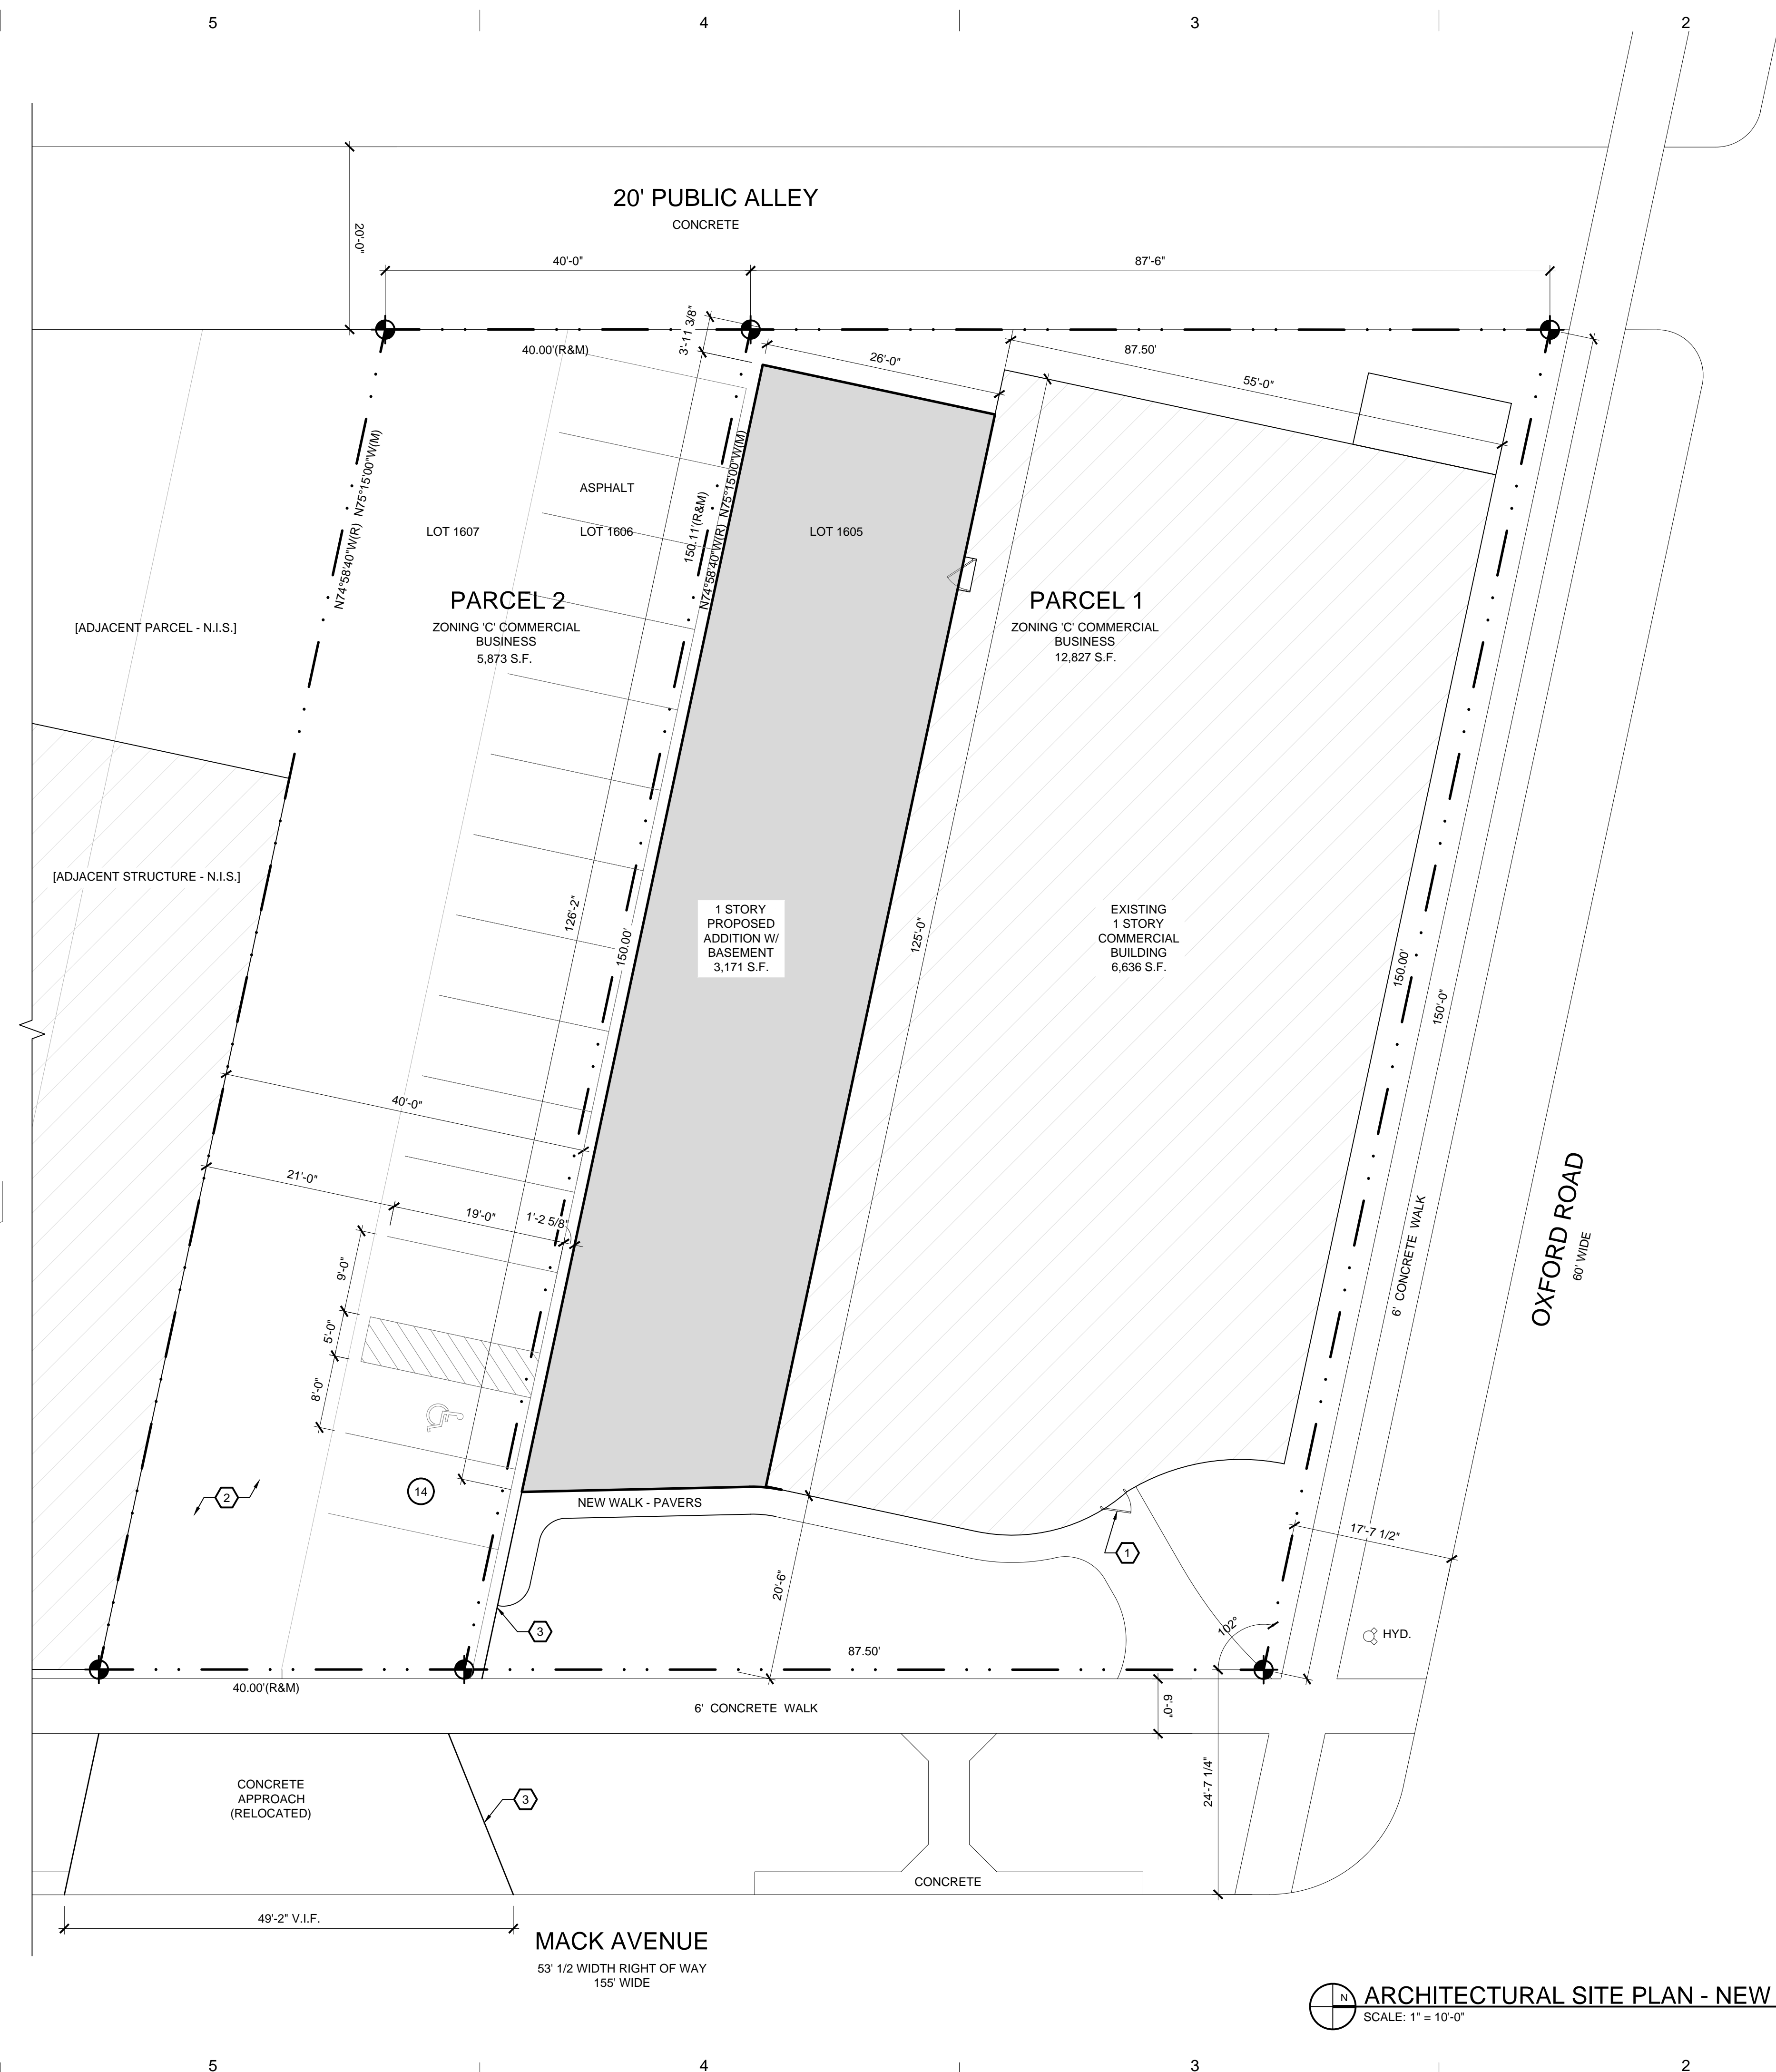 5
4
3
2
20' PUBLIC ALLEY
CONCRETE
20'-0"
40'-0"
87'-6"
3'-11 3/8"
40.00'(R&M)
26'-0"
87.50'
55'-0"
N74°58'40"W(R) N75°15'00"W(M)
150.11'(R&M)
N74°58'40"W(R) N75°15'00"W(M)
ASPHALT
LOT 1607
LOT 1606
LOT 1605
PARCEL 2
ZONING 'C' COMMERCIAL
BUSINESS
5,873 S.F.
PARCEL 1
ZONING 'C' COMMERCIAL
BUSINESS
12,827 S.F.
[ADJACENT PARCEL - N.I.S.]
[ADJACENT STRUCTURE - N.I.S.]
126'-2"
150.00'
1 STORY
PROPOSED
ADDITION W/
BASEMENT
3,171 S.F.
125'-0"
EXISTING
1 STORY
COMMERCIAL
BUILDING
6,636 S.F.
150.00'
150'-0"
40'-0"
21'-0"
19'-0"
1'-2 5/8"
9'-0"
5'-0"
8'-0"
6' CONCRETE WALK
OXFORD ROAD
60' WIDE
2
14
NEW WALK - PAVERS
1
17'-7 1/2"
20'-6"
3
102°
HYD.
87.50'
40.00'(R&M)
6' CONCRETE WALK
6'-0"
24'-7 1/4"
CONCRETE
APPROACH
(RELOCATED)
3
CONCRETE
49'-2" V.I.F.
MACK AVENUE
53' 1/2 WIDTH RIGHT OF WAY
155' WIDE
N
ARCHITECTURAL SITE PLAN - NEW
SCALE: 1" = 10'-0"
5
4
3
2